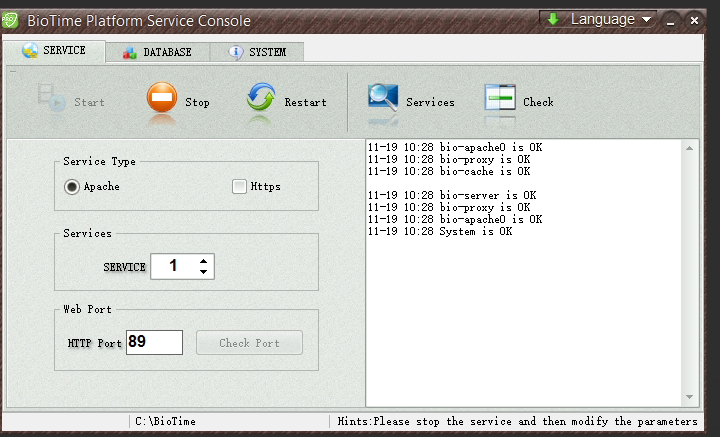 BioTime Platform Service Console
Language
SERVICE
DATABASE
SYSTEM
Start
Stop
Restart
Services
Check
Service Type
Apache
Https
Services
SERVICE 1
Web Port
HTTP Port 89
Check Port
11-19 10:28 bio-apache0 is OK
11-19 10:28 bio-proxy is OK
11-19 10:28 bio-cache is OK
11-19 10:28 bio-server is OK
11-19 10:28 bio-proxy is OK
11-19 10:28 bio-apache0 is OK
11-19 10:28 System is OK
C:\BioTime
Hints:Please stop the service and then modify the parameters